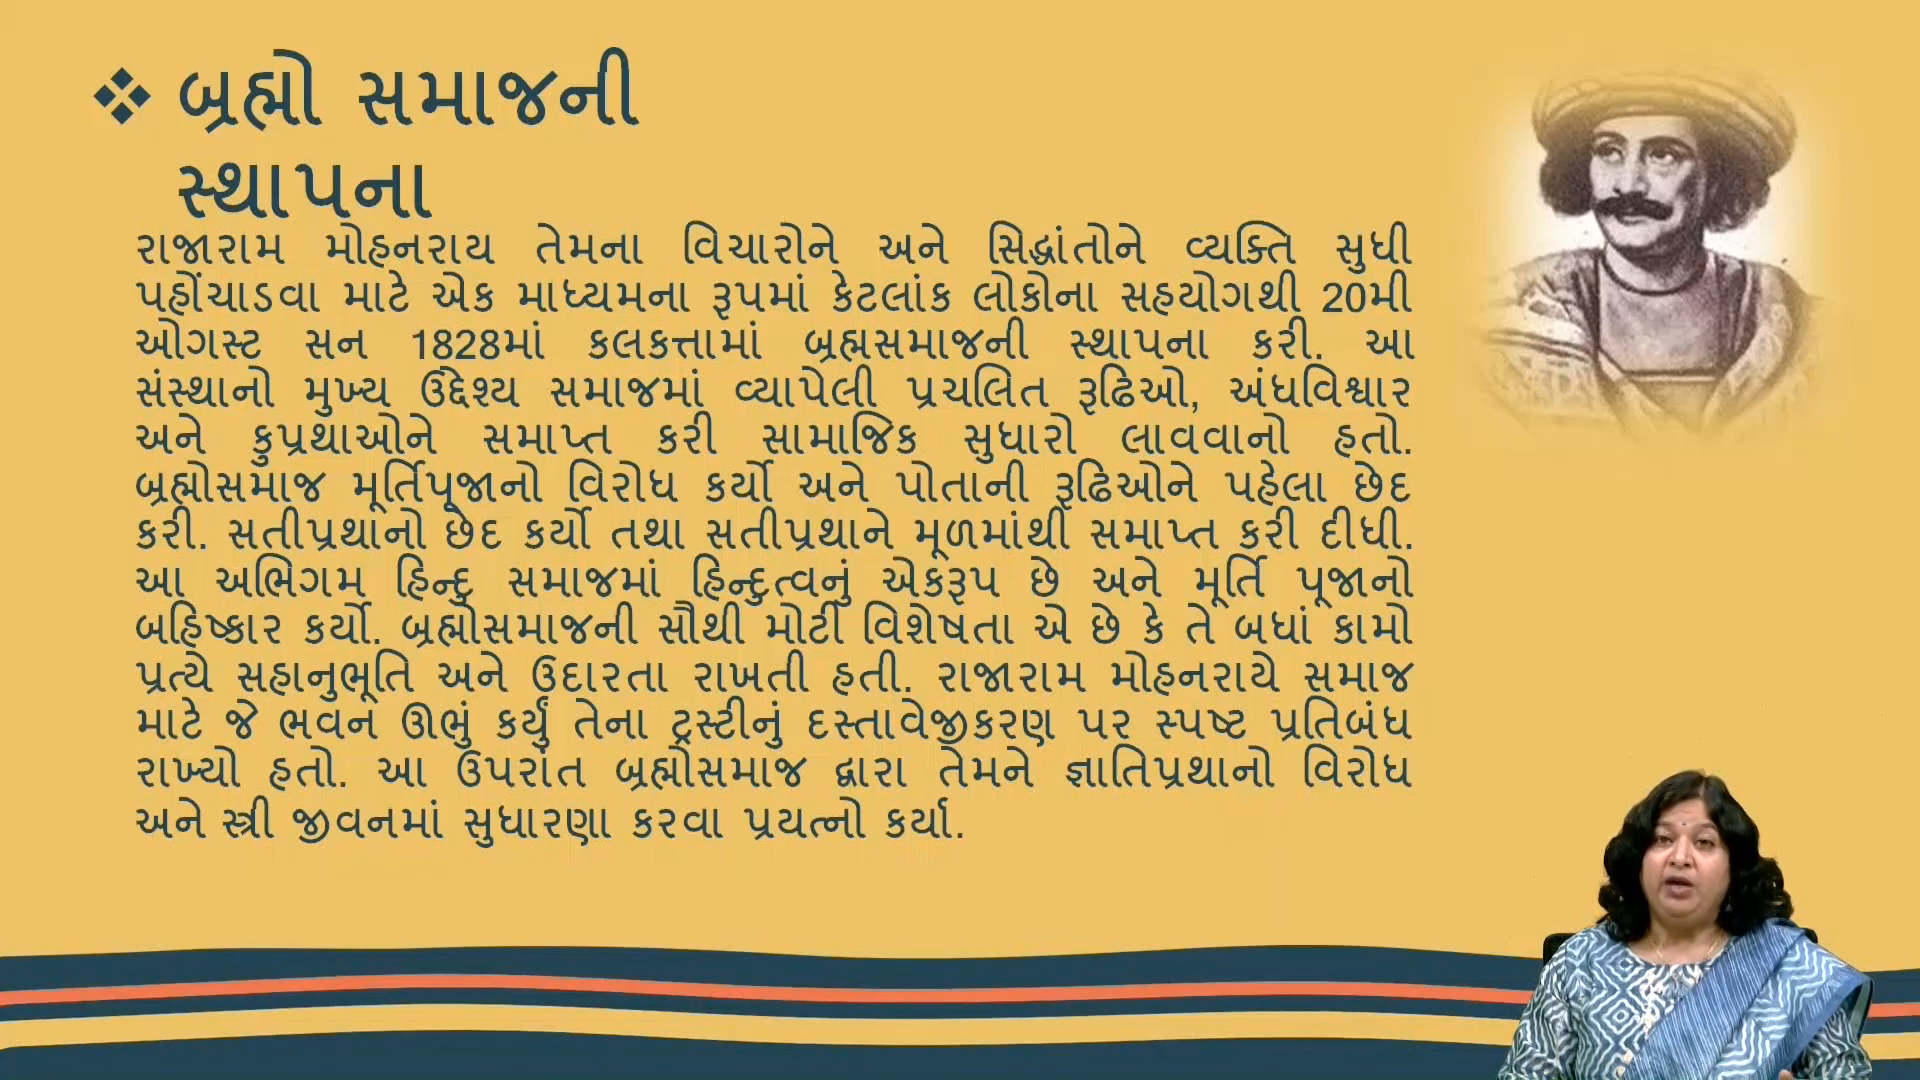 ❖ બ્રહ્મો સમાજની
સ્થાપના
રાજારામ મોહનરાય તેમના વિચારોને અને સિદ્ધાંતોને વ્યક્તિ સુધી
પહોંચાડવા માટે એક માધ્યમના રૂપમાં કેટલાંક લોકોના સહયોગથી 20મી
ઓગસ્ટ સન 1828માં કલકત્તામાં બ્રહ્મસમાજની સ્થાપના કરી. આ
સંસ્થાનો મુખ્ય ઉદ્દેશ્ય સમાજમાં વ્યાપેલી પ્રચલિત રૂઢિઓ, અંધવિશ્વાર
અને કુપ્રથાઓને સમાપ્ત કરી સામાજિક સુધારો લાવવાનો હતો.
બ્રહ્મોસમાજ મૂર્તિપૂજાનો વિરોધ કર્યો અને પોતાની રૂઢિઓને પહેલા છેદ
કરી. સતીપ્રથાનો છેદ કર્યો તથા સતીપ્રથાને મૂળમાંથી સમાપ્ત કરી દીધી.
આ અભિગમ હિન્દુ સમાજમાં હિન્દુત્વનું એકરૂપ છે અને મૂર્તિ પૂજાનો
બહિષ્કાર કર્યો. બ્રહ્મોસમાજની સૌથી મોટી વિશેષતા એ છે કે તે બધાં કામો
પ્રત્યે સહાનુભૂતિ અને ઉદારતા રાખતી હતી. રાજારામ મોહનરાયે સમાજ
માટે જે ભવન ઊભું કર્યું તેના ટ્રસ્ટીનું દસ્તાવેજીકરણ પર સ્પષ્ટ પ્રતિબંધ
રાખ્યો હતો. આ ઉપરાંત બ્રહ્મોસમાજ દ્વારા તેમને જ્ઞાતિપ્રથાનો વિરોધ
અને સ્ત્રી જીવનમાં સુધારણા કરવા પ્રયત્નો કર્યા.